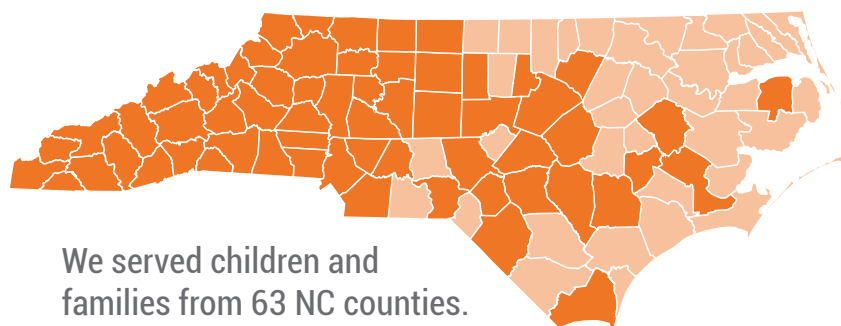 We served children and
families from 63 NC counties.